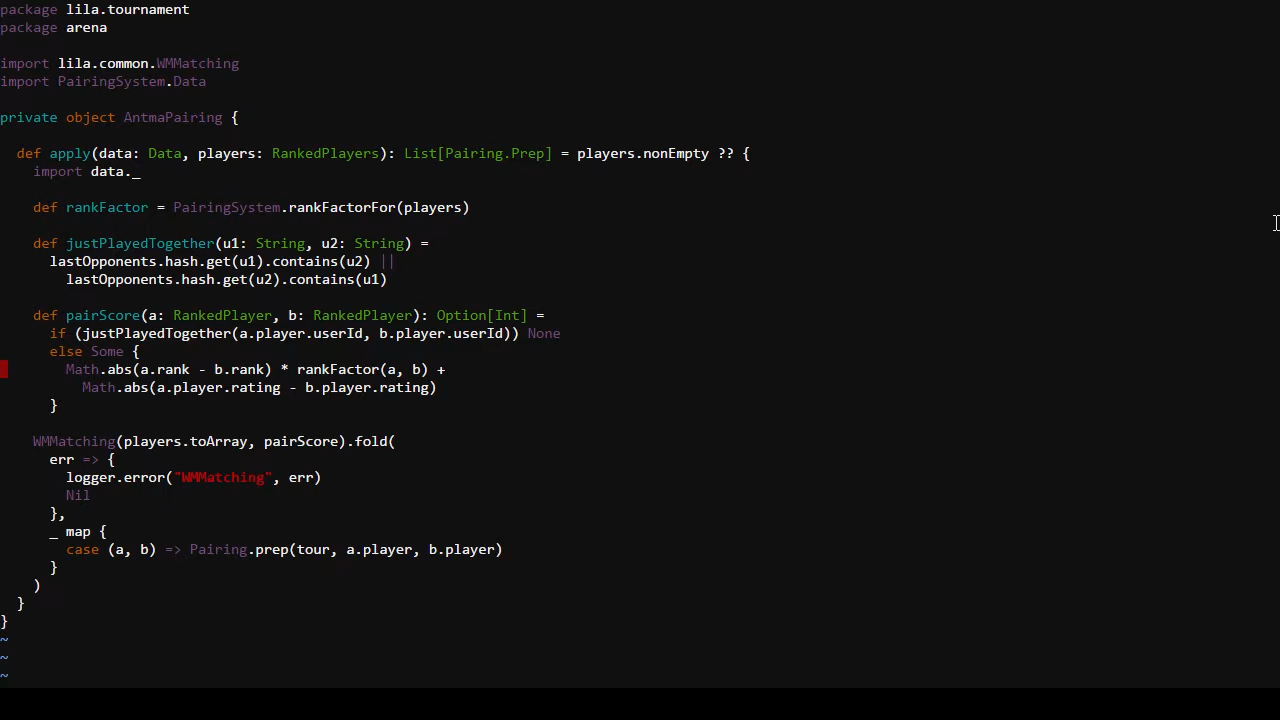 package lila.tournament
package arena
import lila.common.WMMatching
import PairingSystem.Data
private object AntmaPairing {
def apply(data: Data, players: RankedPlayers): List[Pairing.Prep] = players.nonEmpty ?? {
import data._
def rankFactor = PairingSystem.rankFactorFor(players)
def justPlayedTogether(u1: String, u2: String) =
lastOpponents.hash.get(u1).contains(u2) ||
lastOpponents.hash.get(u2).contains(u1)
def pairScore(a: RankedPlayer, b: RankedPlayer): Option[Int] =
if (justPlayedTogether(a.player.userId, b.player.userId)) None
else Some {
Math.abs(a.rank - b.rank) * rankFactor(a, b) +
Math.abs(a.player.rating - b.player.rating)
}
WMMatching(players.toArray, pairScore).fold(
err => {
logger.error("WMMatching", err)
Nil
},
_ map {
case (a, b) => Pairing.prep(tour, a.player, b.player)
}
)
}
}
~
~
~